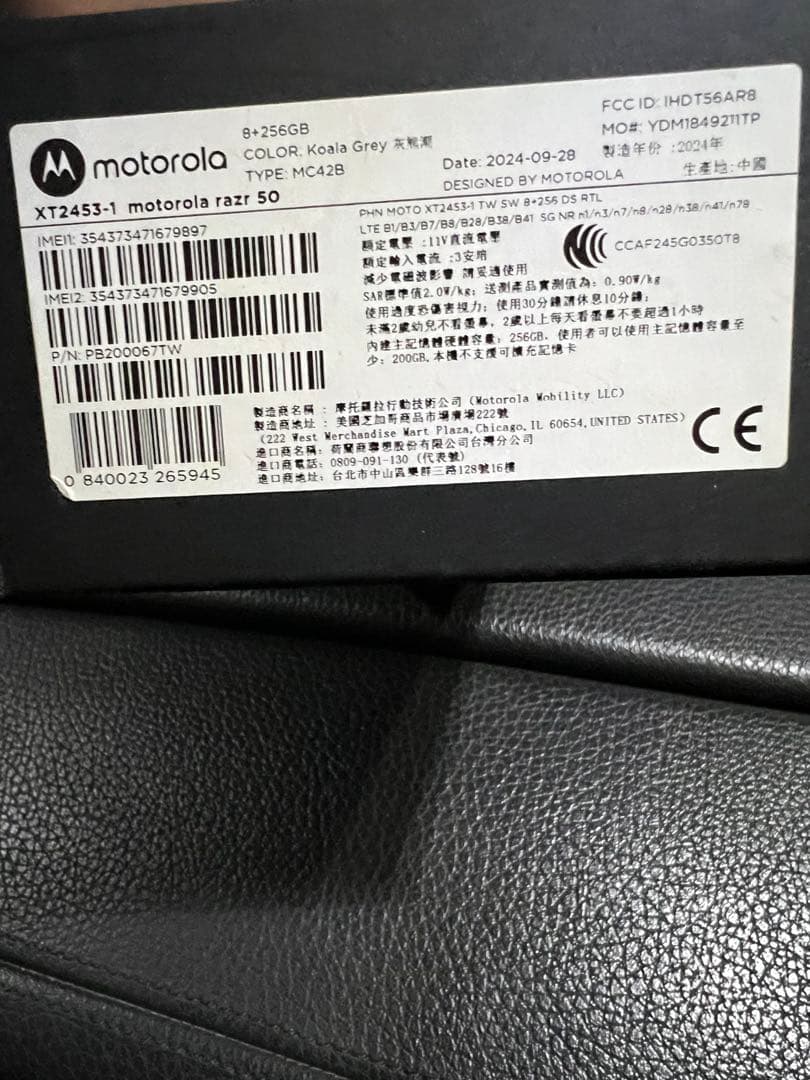 motorola
8+256GB
COLOR: Koala Grey 灰熊潮
TYPE: MC42B
Date: 2024-09-28
DESIGNED BY MOTOROLA
FCC ID: IHDT56AR8
MO#: YDM1849211TP
製造年份 :2024年
生產地:中國
XT2453-1 motorola razr 50
IMEI1: 354373471679897
IMEI2: 354373471679905
P/N: PB200067TW
0 840023 265945
PHN MOTO XT2453-1 TW SW 8+256 DS RTL
LTE B1/B3/B7/B8/B28/B38/B41 SG NR n1/n3/n7/n8/n28/n38/n41/n78
額定電壓 :11V直流電壓
額定輸入電流 :3安培
減少電磁波影響 請妥適使用
CCAF245G0350T8
SAR標準值2.0W/kg; 送測產品實測值為: 0.90W/kg
使用過度恐傷害視力; 使用30分鐘請休息10分鐘;
未滿2歲幼兒不看螢幕, 2歲以上每天看螢幕不要超過1小時
內建主記憶體硬體容量: 256GB, 使用者可以使用主記憶體容量至
少: 200GB,本機不支援可擴充記憶卡
製造商名稱 : 摩托羅拉行動技術公司 (Motorola Mobility LLC)
製造商地址 : 美國芝加哥商品市場廣場222號
(222 West Merchandise Mart Plaza,Chicago, IL 60654,UNITED STATES)
進口商名稱: 荷蘭商聯想股份有限公司台灣分公司
進口商電話: 0809-091-130 (代表號)
進口商地址: 台北市中山區樂群三路128號16樓
CE